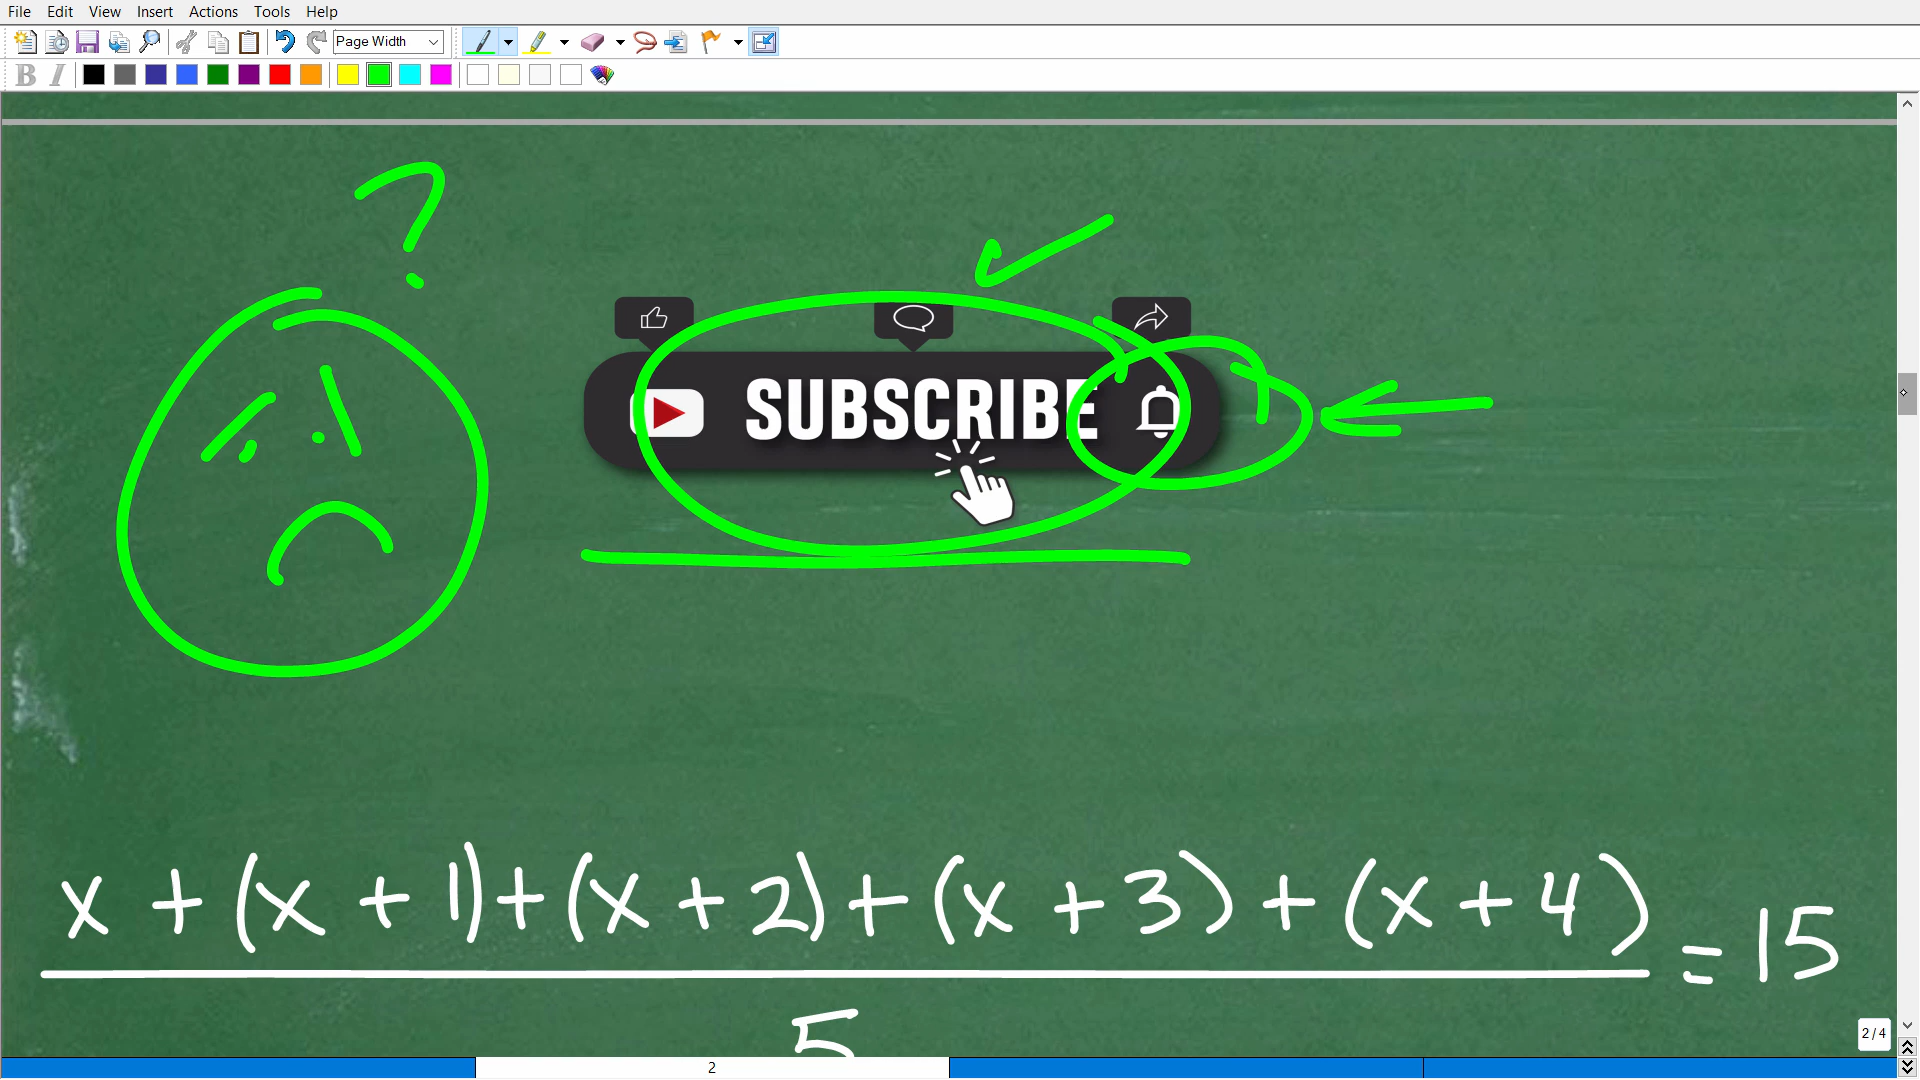 File Edit View Insert Actions Tools Help
Page Width
B I
?
SUBSCRIBE
x + (x + 1) + (x + 2) + (x + 3) + (x + 4) = 15
5
2 / 4
2